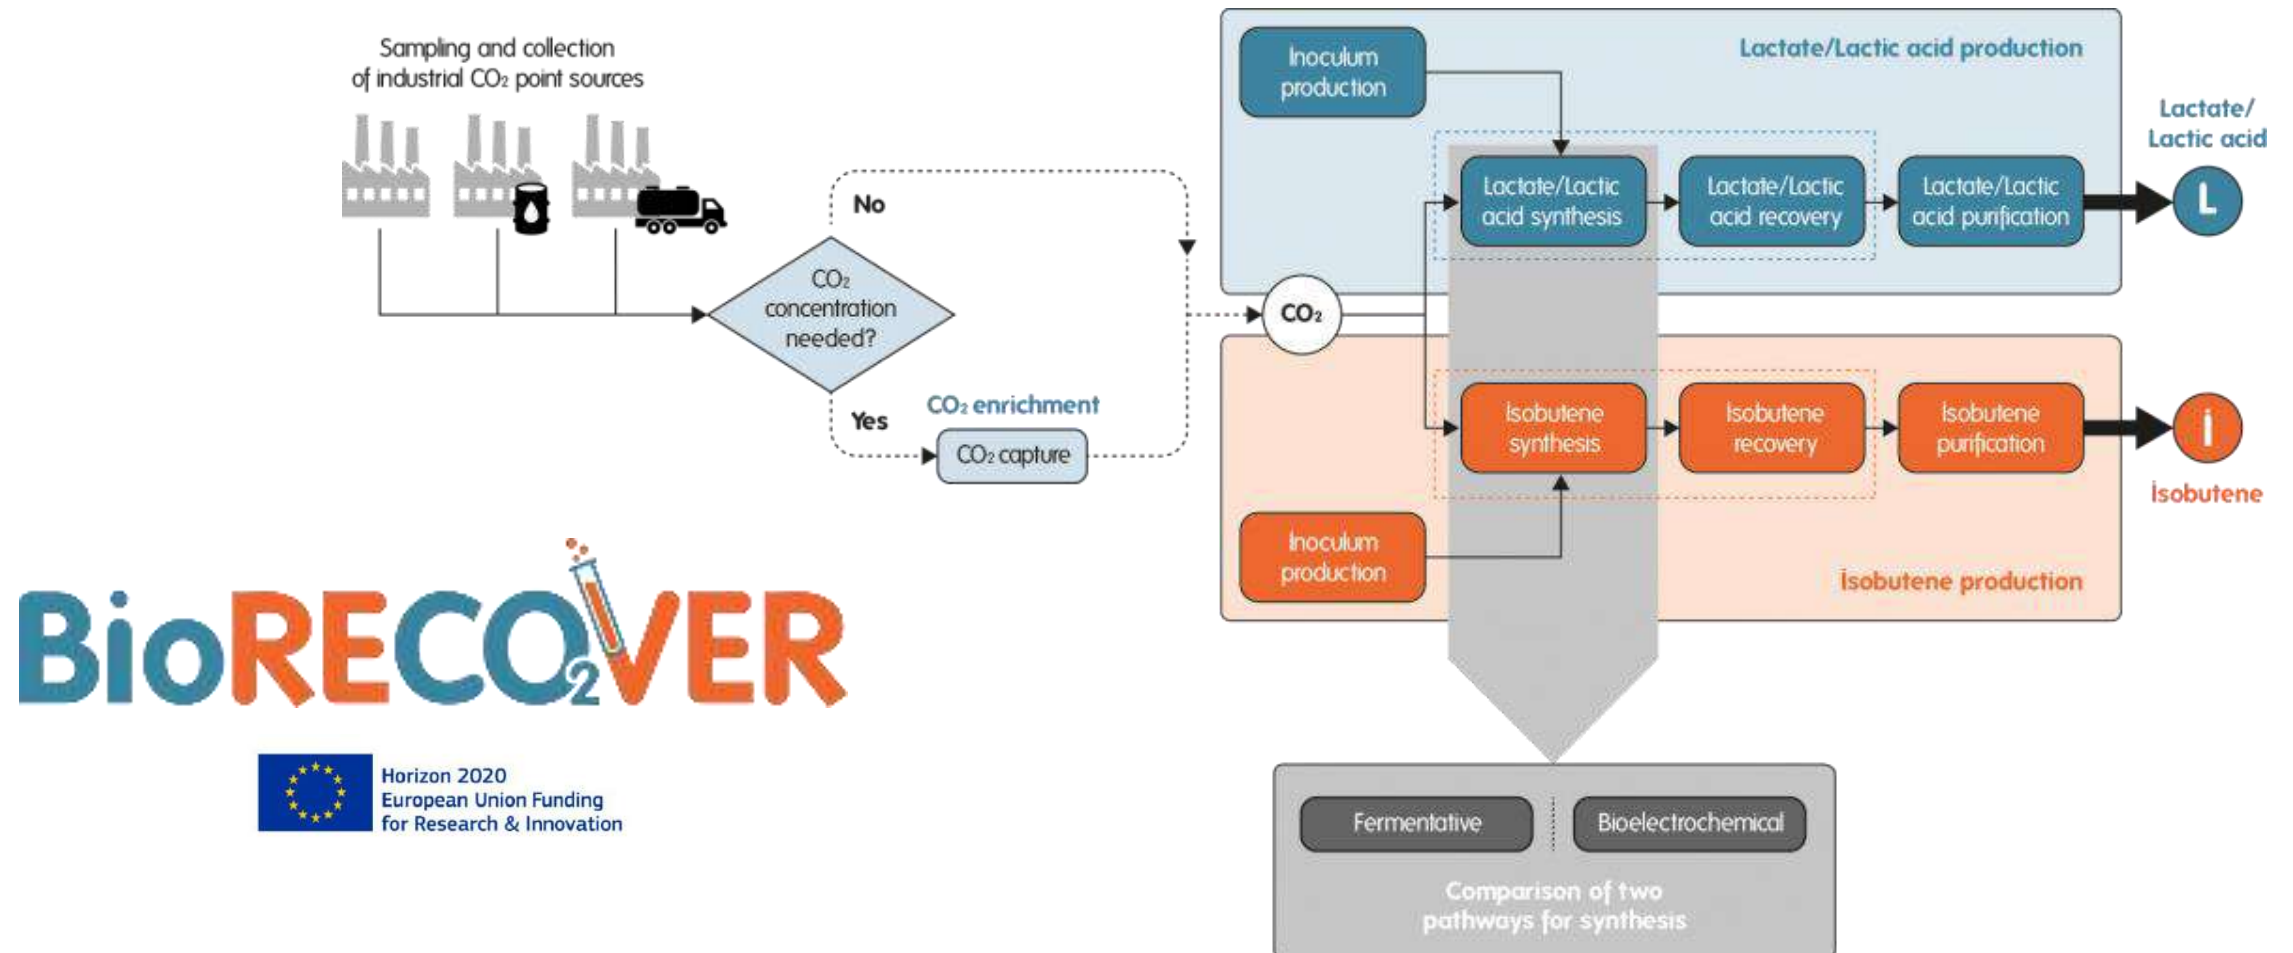 Sampling and collection
of industrial CO₂ point sources
No
CO₂
concentration
needed?
Yes
CO₂ enrichment
CO₂ capture
CO₂
Lactate/Lactic acid production
Inoculum
production
Lactate/Lactic
acid synthesis
Lactate/Lactic
acid recovery
Lactate/Lactic
acid purification
Lactate/
Lactic acid
L
Isobutene
synthesis
Isobutene
recovery
Isobutene
purification
i
Isobutene
Inoculum
production
Isobutene production
BioRECO₂VER
Horizon 2020
European Union Funding
for Research & Innovation
Fermentative
Bioelectrochemical
Comparison of two
pathways for synthesis